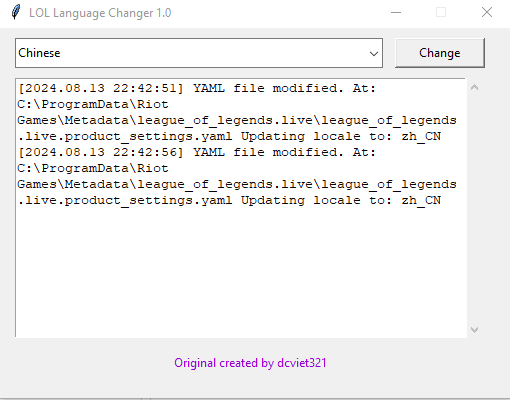 LOL Language Changer 1.0
Chinese
Change
[2024.08.13 22:42:51] YAML file modified. At:
C:\ProgramData\Riot
Games\Metadata\league_of_legends.live\league_of_legends
.live.product_settings.yaml Updating locale to: zh_CN
[2024.08.13 22:42:56] YAML file modified. At:
C:\ProgramData\Riot
Games\Metadata\league_of_legends.live\league_of_legends
.live.product_settings.yaml Updating locale to: zh_CN
Original created by dcviet321